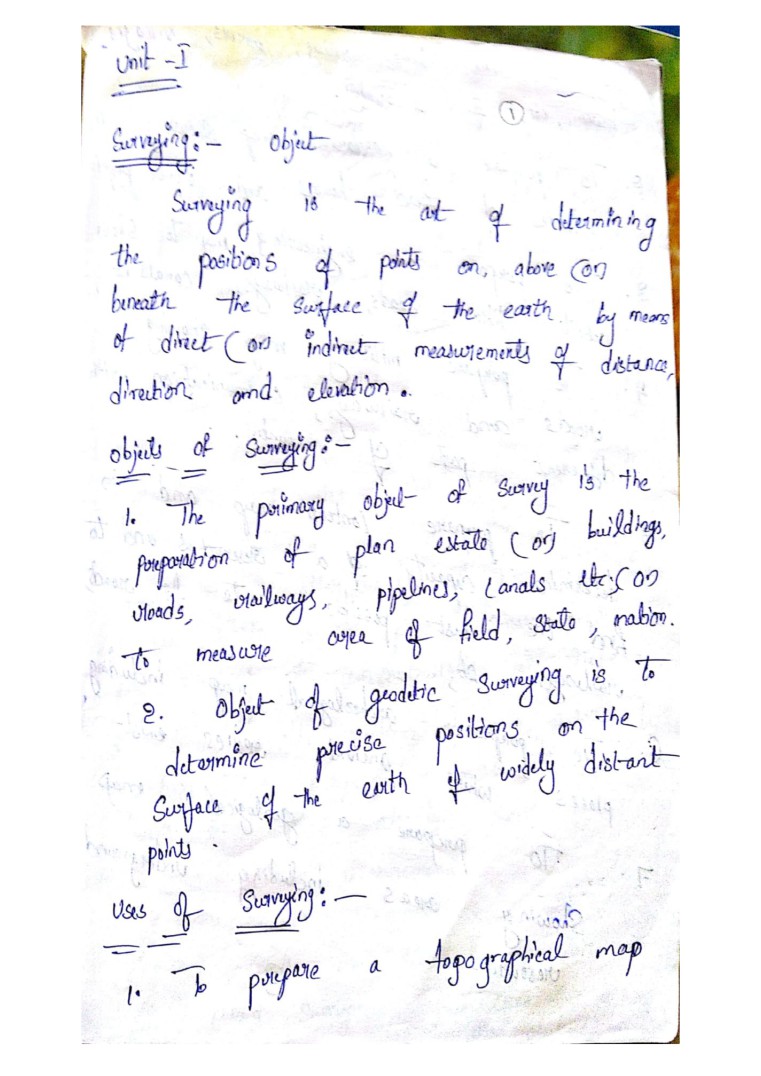 Unit - I
1
Surveying:- object
Surveying is the art of determining
the positions of points on, above (or)
beneath the surface of the earth by means
of direct (or) indirect measurements of distance,
direction and elevation.
objects of Surveying:-
1. The primary object of survey is the
preparation of plan estate (or) buildings,
roads, railways, pipelines, canals etc; (or)
To measure area of field, state, nation.
2. Object of geodetic surveying is to
determine precise positions on the
surface of the earth of widely distant
points.
Uses of Surveying:-
1. To prepare a topographical map